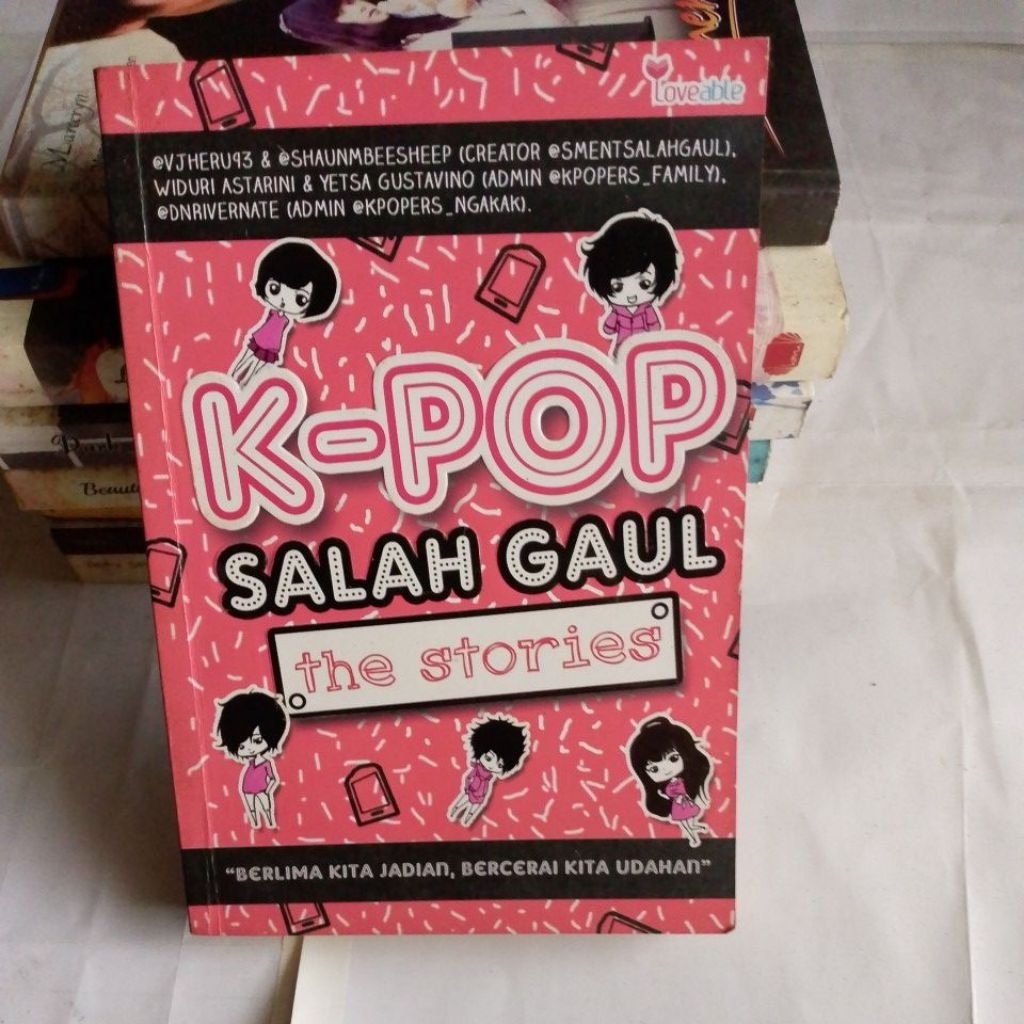 Loveable
@VJHERU93 & @SHAUNMBEESHEEP (CREATOR @SMENTSALAHGAUL),
WIDURI ASTARINI & YETSA GUSTAVINO (ADMIN @KPOPERS_FAMILY),
@DNRIVERNATE (ADMIN @KPOPERS_NGAKAK).
K-POP
SALAH GAUL
the stories
"BERLIMA KITA JADIAN, BERCERAI KITA UDAHAN"